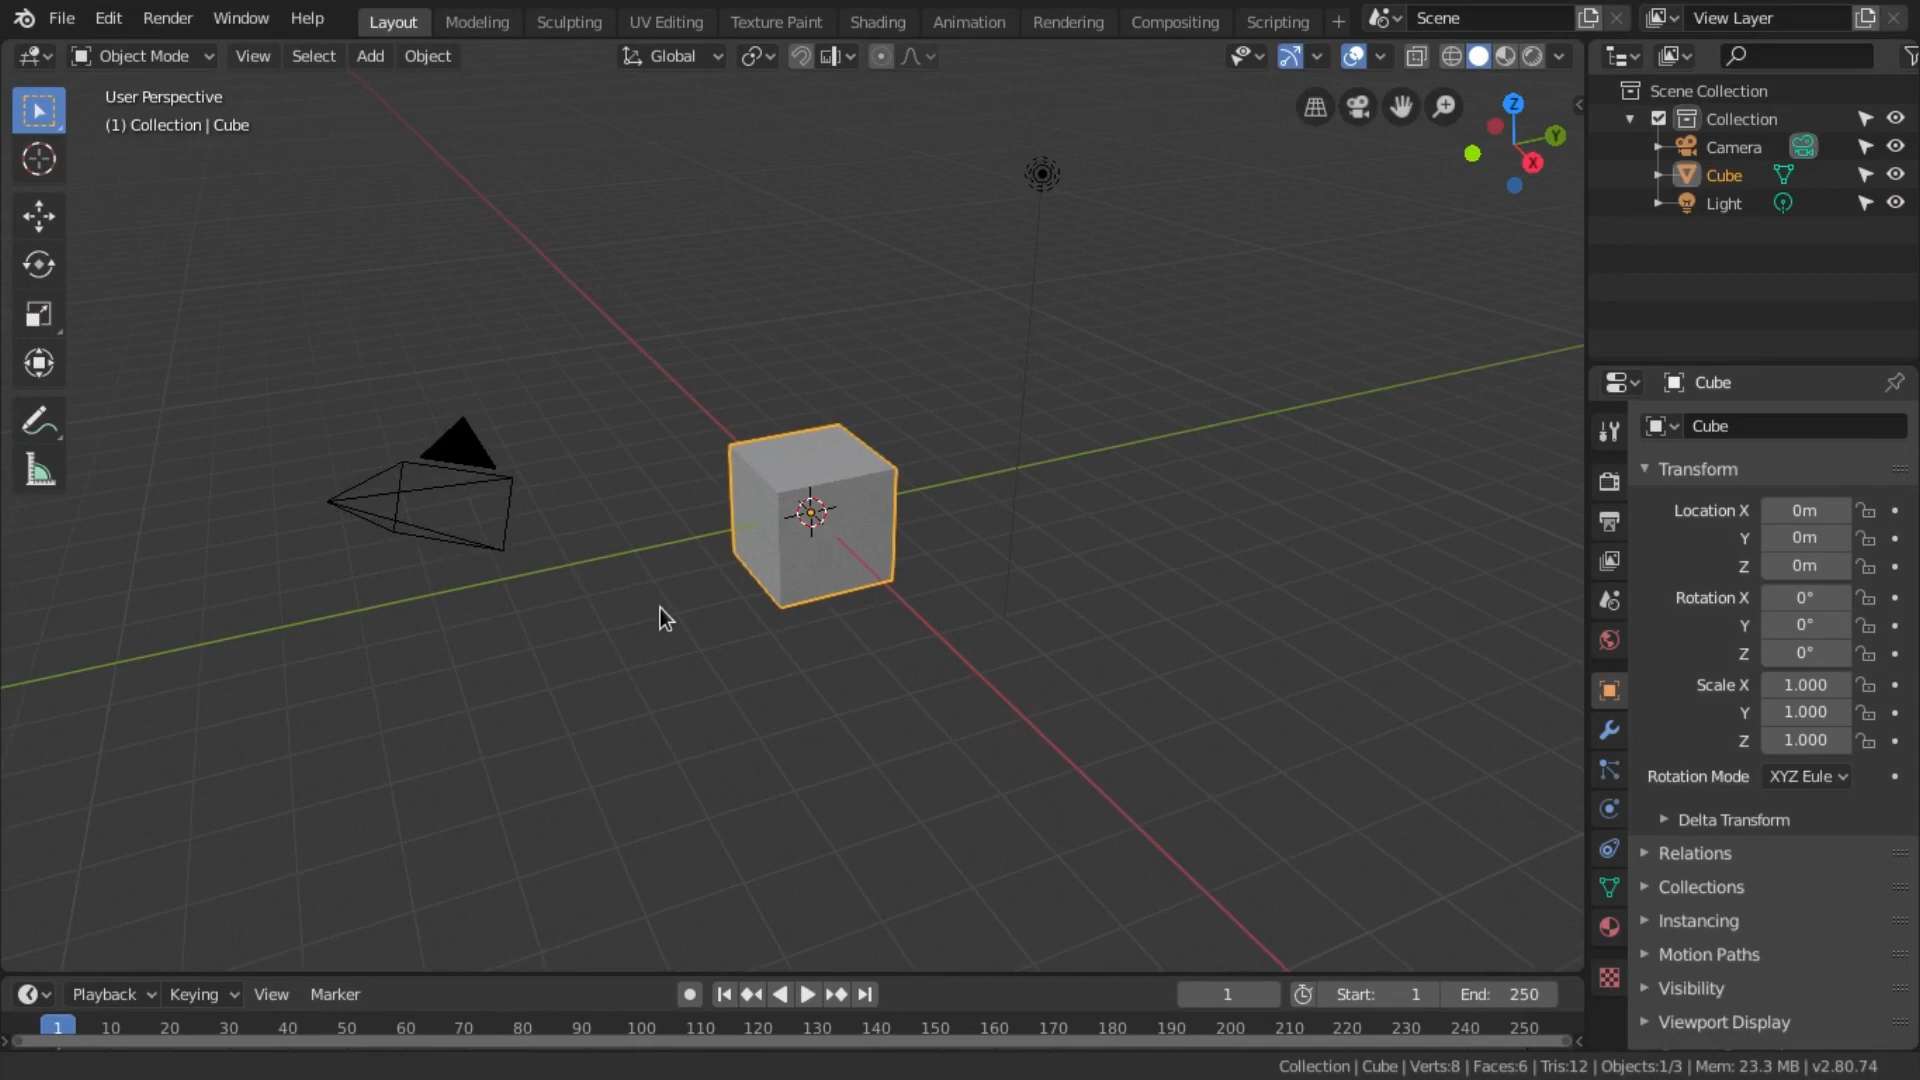 File Edit Render Window Help Layout Modeling Sculpting UV Editing Texture Paint Shading Animation Rendering Compositing Scripting + Scene View Layer
Object Mode View Select Add Object Global
User Perspective
(1) Collection | Cube
Z
Y
X
Scene Collection
Collection
Camera
Cube
Light
Cube
Cube
Transform
Location X 0m
Y 0m
Z 0m
Rotation X 0°
Y 0°
Z 0°
Scale X 1.000
Y 1.000
Z 1.000
Rotation Mode XYZ Eule
Delta Transform
Relations
Collections
Instancing
Motion Paths
Visibility
Viewport Display
Playback Keying View Marker 1 Start: 1 End: 250
1 10 20 30 40 50 60 70 80 90 100 110 120 130 140 150 160 170 180 190 200 210 220 230 240 250
Collection | Cube | Verts:8 | Faces:6 | Tris:12 | Objects:1/3 | Mem: 23.3 MB | v2.80.74